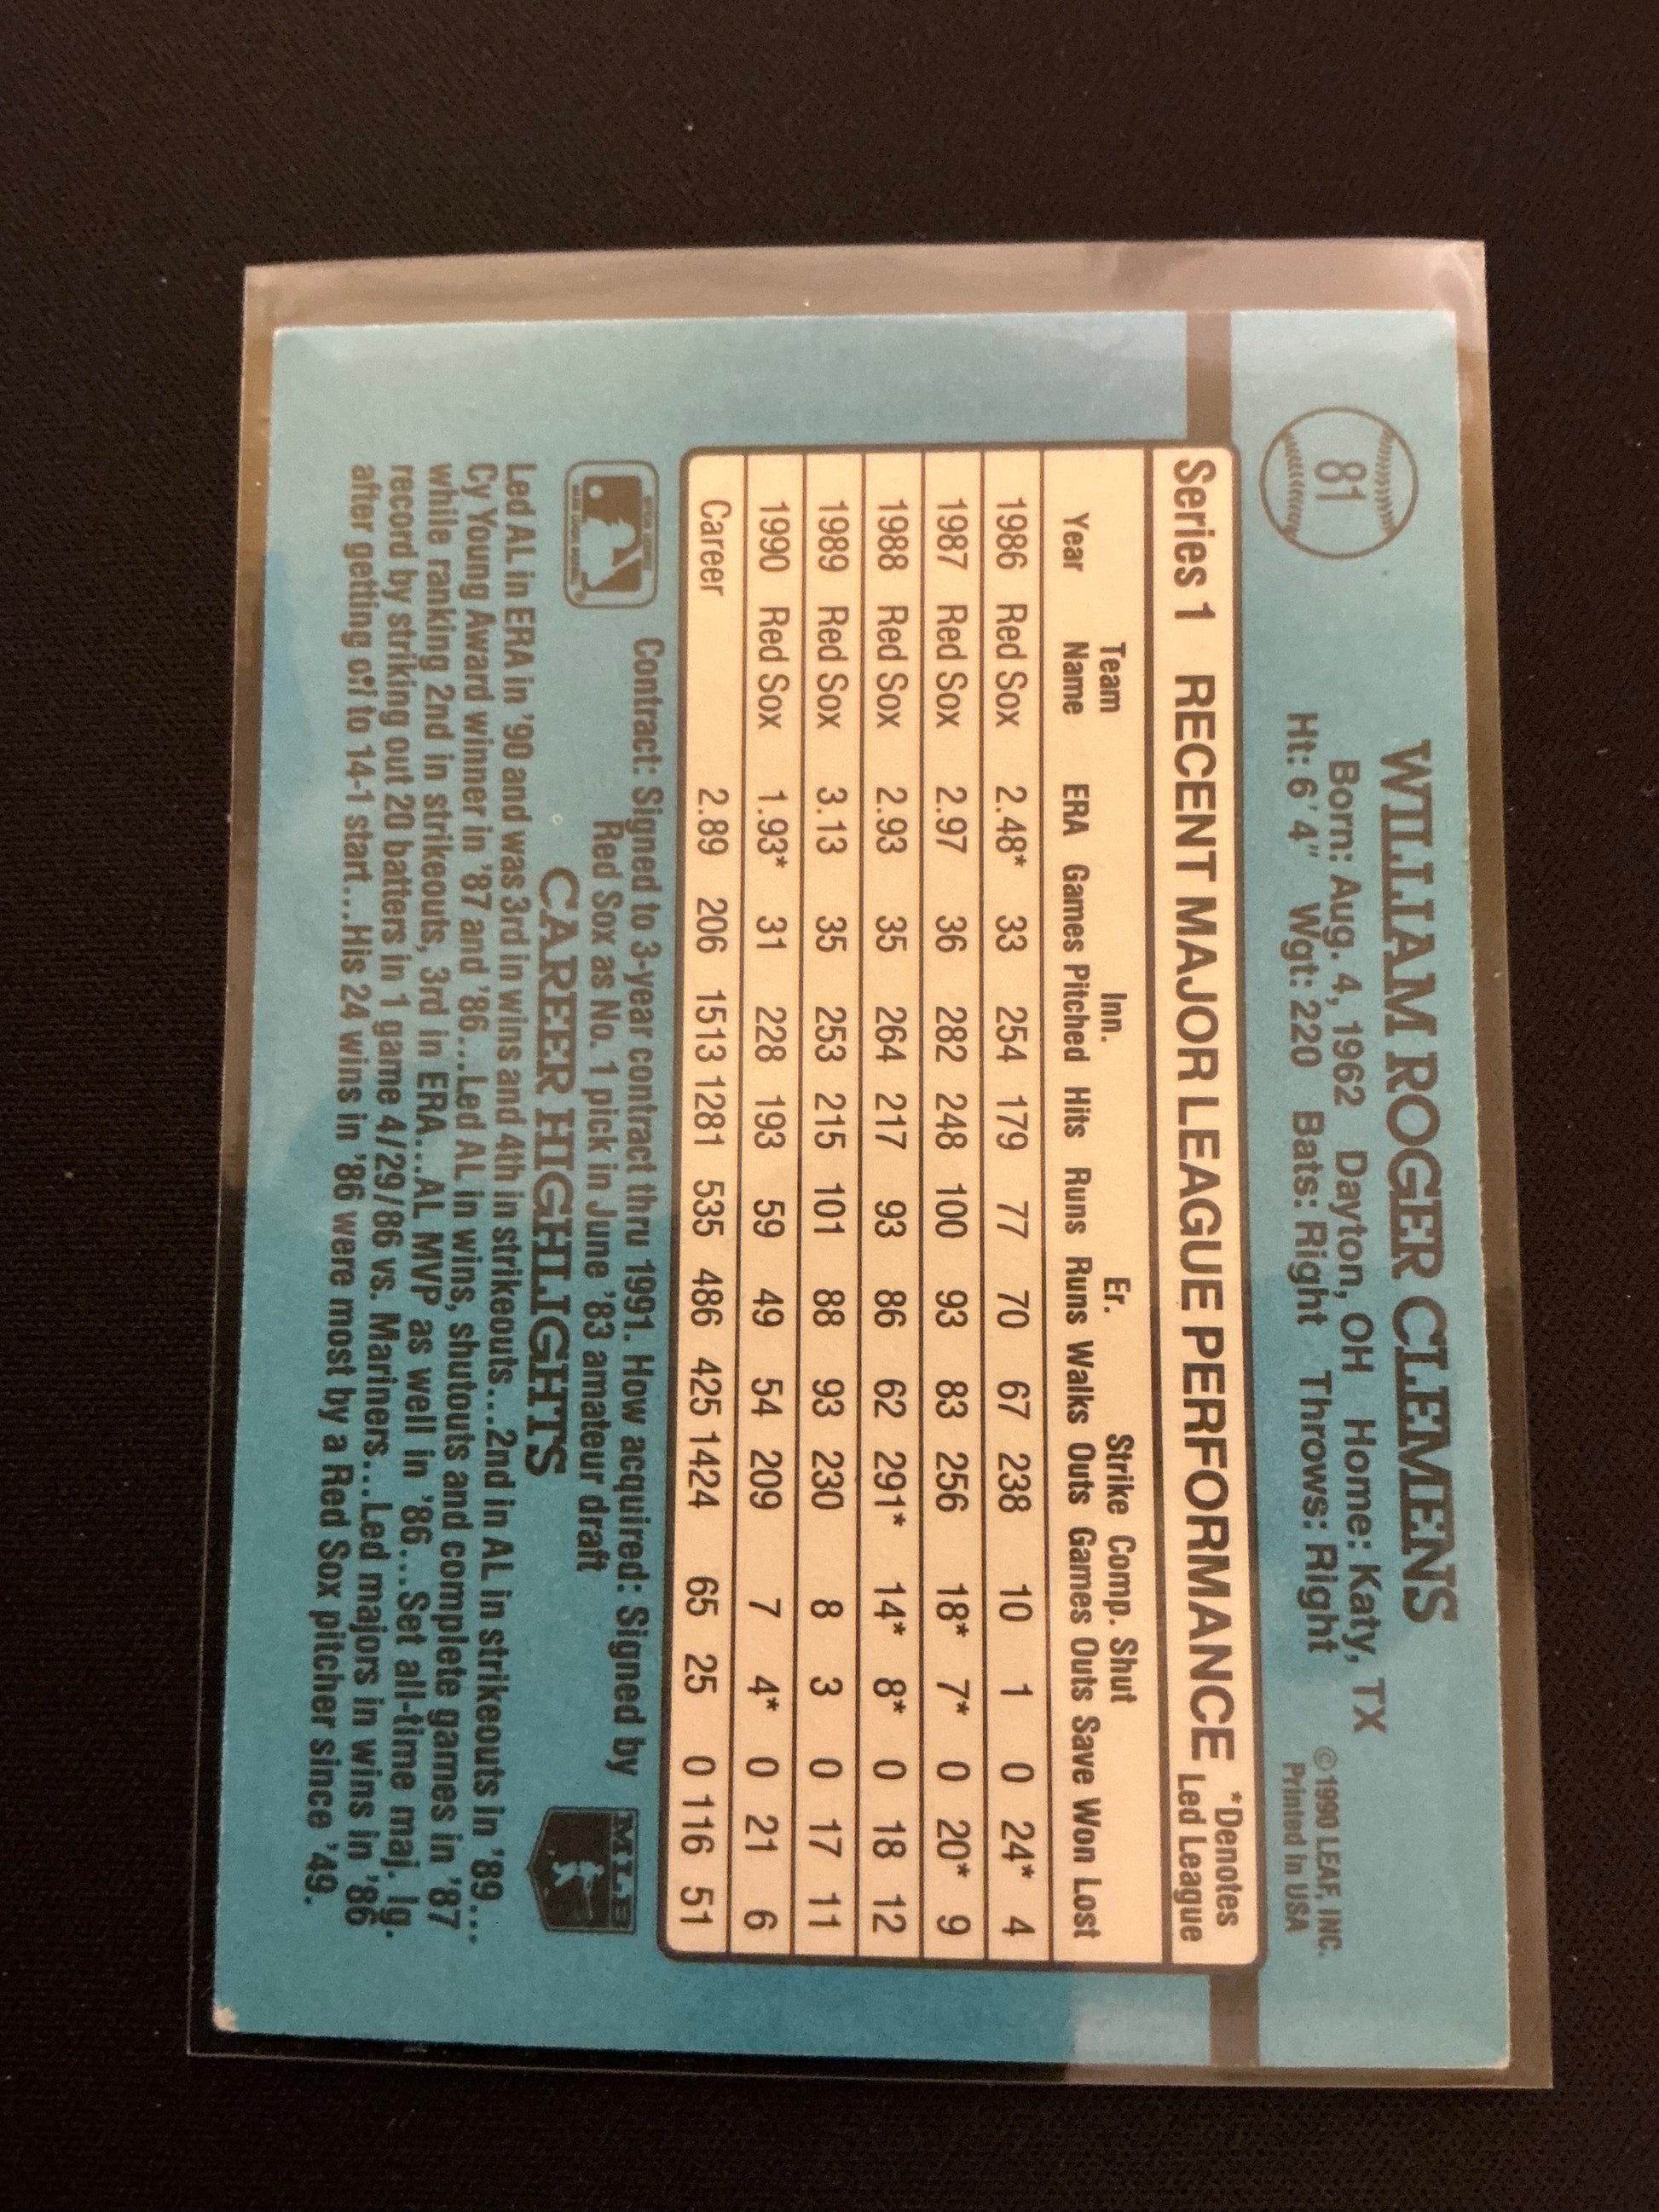 81
WILLIAM ROGER CLEMENS
Born: Aug. 4, 1962 Dayton, OH Home: Katy, TX
Ht: 6' 4" Wgt: 220 Bats: Right Throws: Right
©1990 LEAF, INC.
Printed in USA
Series 1 RECENT MAJOR LEAGUE PERFORMANCE *Denotes Led League
Year Team Name ERA Games Inn. Pitched Hits Runs Er. Runs Walks Strike Outs Comp. Games Shut Outs Save Won Lost
1986 Red Sox 2.48* 33 254 179 77 70 67 238 10 1 0 24* 4
1987 Red Sox 2.97 36 282 248 100 93 83 256 18* 7* 0 20* 9
1988 Red Sox 2.93 35 264 217 93 86 62 291* 14* 8* 0 18 12
1989 Red Sox 3.13 35 253 215 101 88 93 230 8 3 0 17 11
1990 Red Sox 1.93* 31 228 193 59 49 54 209 7 4* 0 21 6
Career 2.89 206 1513 1281 535 486 425 1424 65 25 0 116 51
Contract: Signed to 3-year contract thru 1991. How acquired: Signed by
Red Sox as No. 1 pick in June '83 amateur draft
MLB
CAREER HIGHLIGHTS
Led AL in ERA in '90 and was 3rd in wins and 4th in strikeouts...2nd in AL in strikeouts in '89...
Cy Young Award winner in '87 and '86...Led AL in wins, shutouts and complete games in '87
while ranking 2nd in strikeouts, 3rd in ERA...AL MVP as well in '86...Set all-time maj. lg.
record by striking out 20 batters in 1 game 4/29/86 vs. Mariners...Led majors in wins in '86
after getting off to 14-1 start...His 24 wins in '86 were most by a Red Sox pitcher since '49.